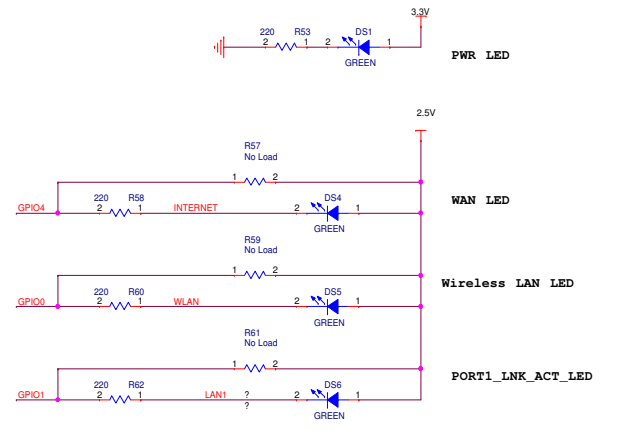 3.3V
220 R53 DS1
2 1 2 1
GREEN
PWR LED
2.5V
R57
No Load
1 2
220 R58 DS4
GPIO4 2 1 INTERNET 2 1
GREEN
WAN LED
R59
No Load
1 2
220 R60 DS5
GPIO0 2 1 WLAN 2 1
GREEN
Wireless LAN LED
R61
No Load
1 2
220 R62 DS6
GPIO1 2 1 LAN1 ? 2 1
?
GREEN
PORT1_LNK_ACT_LED